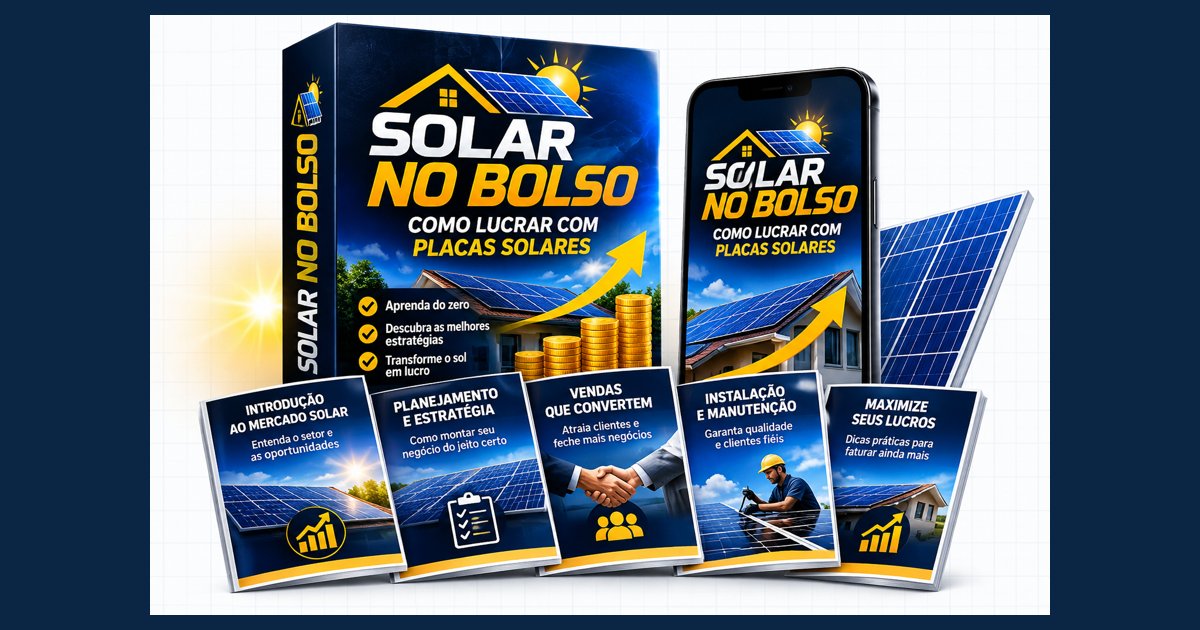 SOLAR NO BOLSO
SOLAR
NO BOLSO
COMO LUCRAR COM
PLACAS SOLARES
Aprenda do zero
Descubra as melhores
estratégias
Transforme o sol
em lucro
SOLAR
NO BOLSO
COMO LUCRAR COM
PLACAS SOLARES
INTRODUÇÃO
AO MERCADO SOLAR
Entenda o setor e
as oportunidades
PLANEJAMENTO
E ESTRATÉGIA
Como montar seu
negócio do jeito certo
VENDAS
QUE CONVERTEM
Atraia clientes e
feche mais negócios
INSTALAÇÃO
E MANUTENÇÃO
Garanta qualidade
e clientes fiéis
MAXIMIZE
SEUS LUCROS
Dicas práticas para
faturar ainda mais